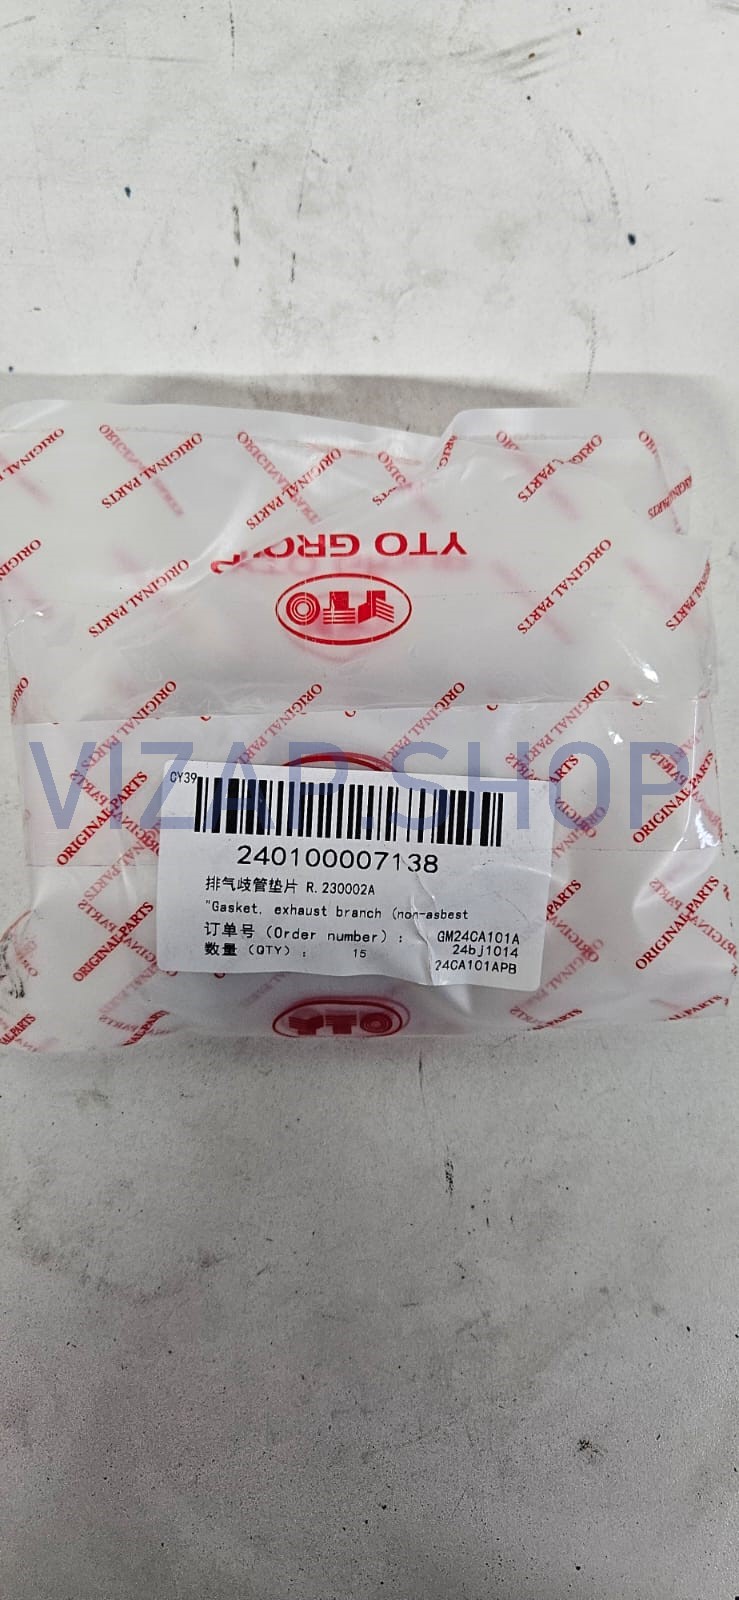 ORIGINAL PARTS
YTO GROUP
YTO
VIZAP.SHOP
CY39
240100007138
排气歧管垫片 R.230002A
"Gasket, exhaust branch (non-asbest
订单号 (Order number) : GM24CA101A
24bj1014
数量 (QTY) : 15
24CA101APB
YTO